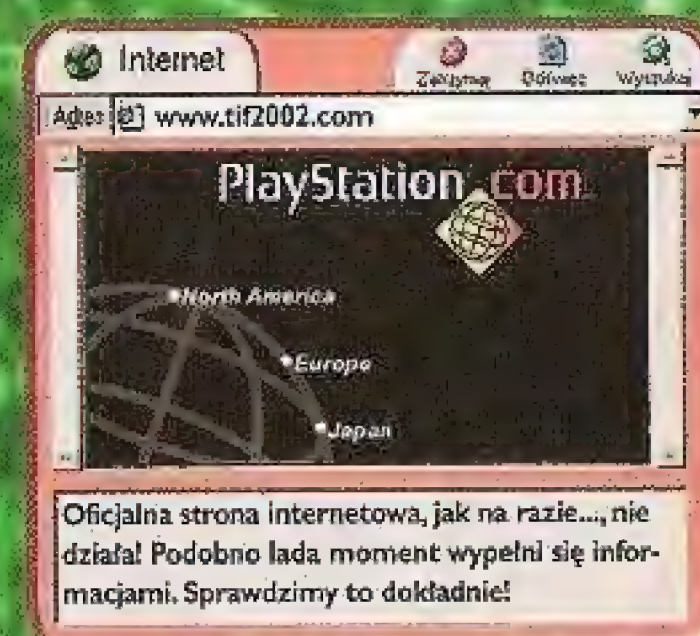 Internet
Zatrzymaj Odśwież Wyszukaj
Adres www.tif2002.com
PlayStation.com
North America
Europe
Japan
Oficjalna strona internetowa, jak na razie..., nie
działa! Podobno lada moment wypełni się infor-
macjami. Sprawdzimy to dokładnie!